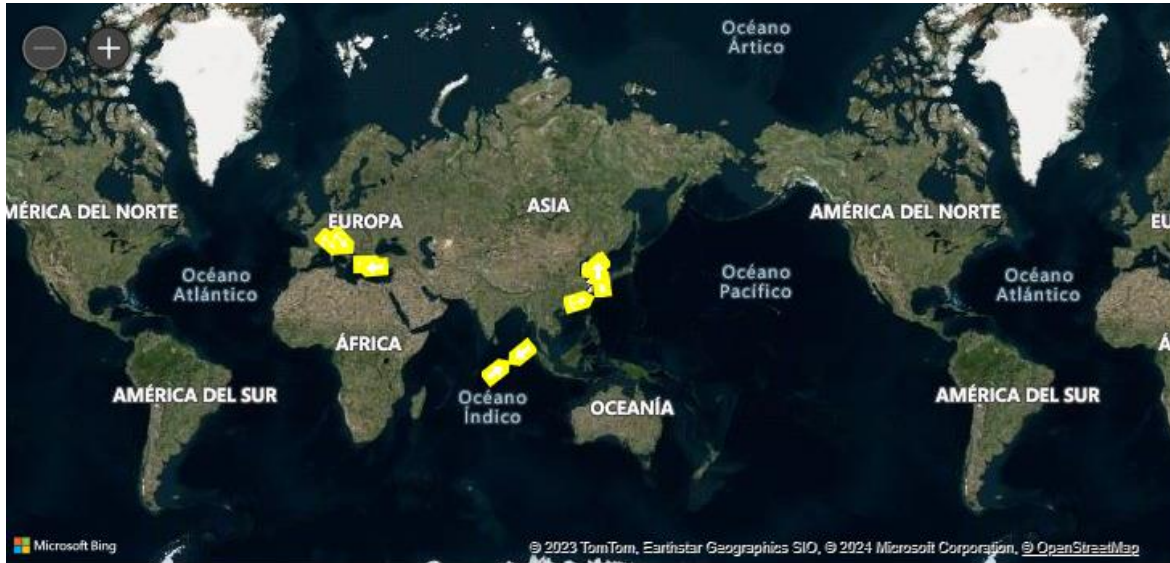 Océano
Ártico
MÉRICA DEL NORTE
EUROPA
ASIA
AMÉRICA DEL NORTE
EU
Océano
Atlántico
Océano
Pacífico
Océano
Atlántico
ÁFRICA
Á
AMÉRICA DEL SUR
Océano
Índico
OCEANÍA
AMÉRICA DEL SUR
Microsoft Bing
© 2023 TomTom, Earthstar Geographics SIO, © 2024 Microsoft Corporation, © OpenStreetMap